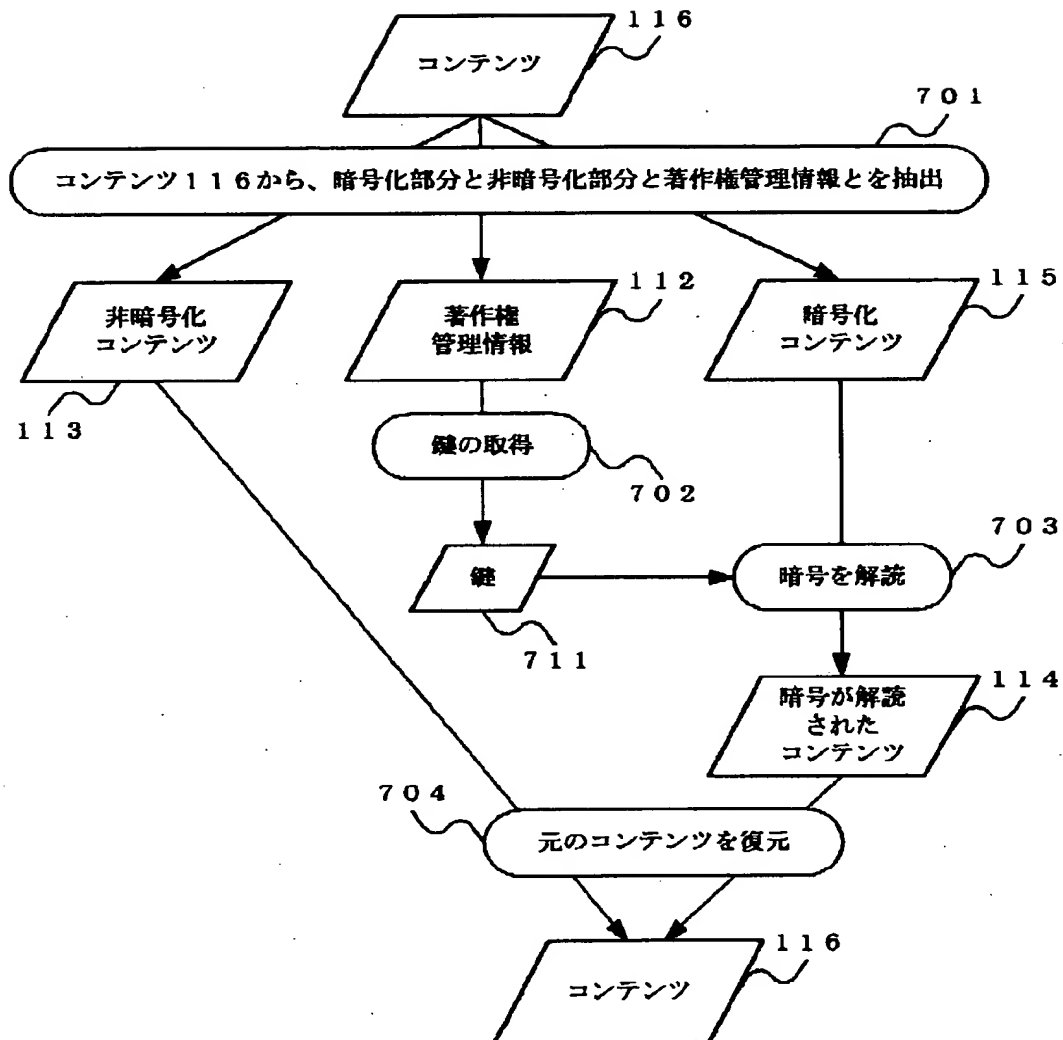 116
コンテンツ
701
コンテンツ116から、暗号化部分と非暗号化部分と著作権管理情報とを抽出
非暗号化
コンテンツ
113
著作権
管理情報
112
暗号化
コンテンツ
115
鍵の取得
702
鍵
711
暗号を解読
703
暗号が解読
された
コンテンツ
114
704
元のコンテンツを復元
コンテンツ
116